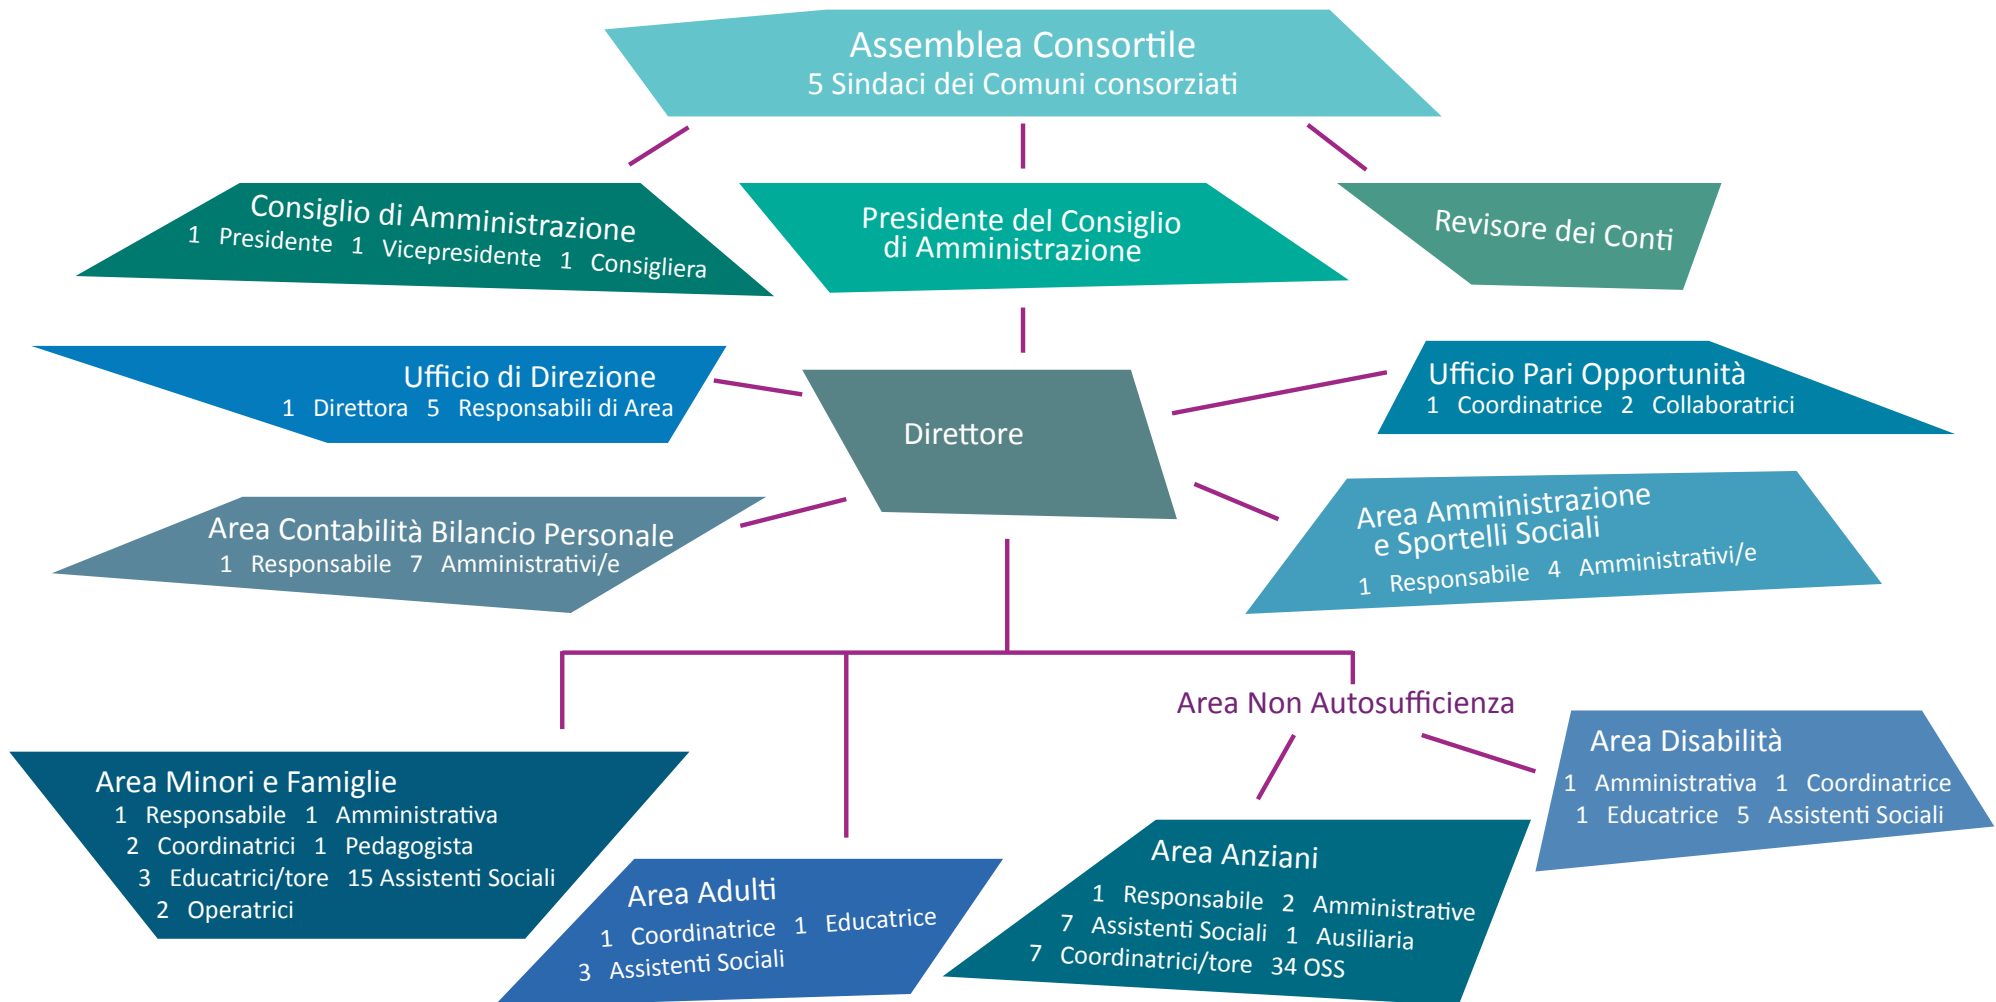 Assemblea Consortile
5 Sindaci dei Comuni consorziati
Consiglio di Amministrazione
1 Presidente 1 Vicepresidente 1 Consigliera
Presidente del Consiglio
di Amministrazione
Revisore dei Conti
Ufficio di Direzione
1 Direttora 5 Responsabili di Area
Direttore
Ufficio Pari Opportunità
1 Coordinatrice 2 Collaboratrici
Area Contabilità Bilancio Personale
1 Responsabile 7 Amministrativi/e
Area Amministrazione
e Sportelli Sociali
1 Responsabile 4 Amministrativi/e
Area Non Autosufficienza
Area Minori e Famiglie
1 Responsabile 1 Amministrativa
2 Coordinatrici 1 Pedagogista
3 Educatrici/tore 15 Assistenti Sociali
2 Operatrici
Area Adulti
1 Coordinatrice 1 Educatrice
3 Assistenti Sociali
Area Anziani
1 Responsabile 2 Amministrative
7 Assistenti Sociali 1 Ausiliaria
7 Coordinatrici/tore 34 OSS
Area Disabilità
1 Amministrativa 1 Coordinatrice
1 Educatrice 5 Assistenti Sociali